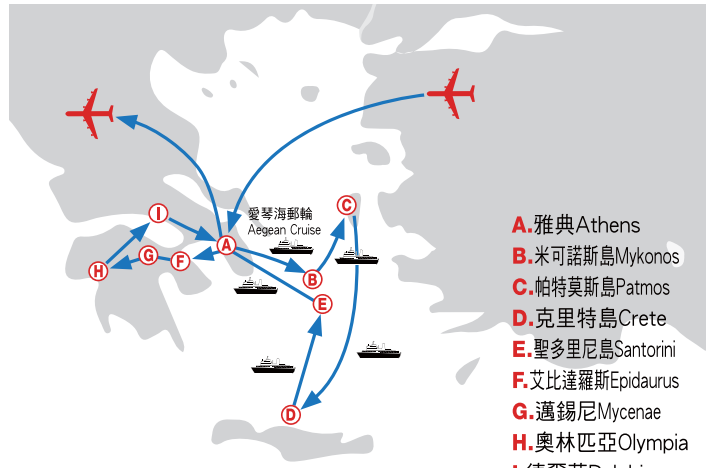 愛琴海郵輪
Aegean Cruise
I
C
A
H
G
F
B
E
D
A.雅典Athens
B.米可諾斯島Mykonos
C.帕特莫斯島Patmos
D.克里特島Crete
E.聖多里尼島Santorini
F.艾比達羅斯Epidaurus
G.邁錫尼Mycenae
H.奧林匹亞Olympia